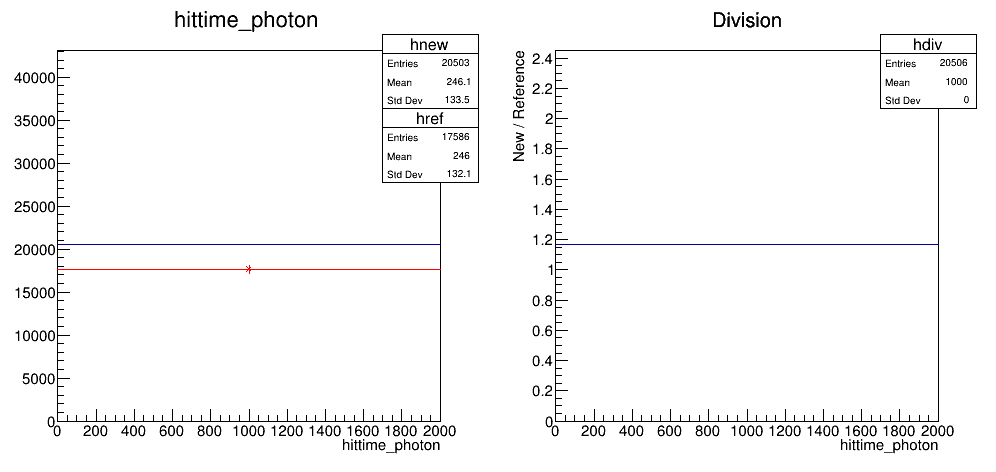 hittime_photon
hnew
Entries 20503
Mean 246.1
Std Dev 133.5
href
Entries 17586
Mean 246
Std Dev 132.1
40000
35000
30000
25000
20000
15000
10000
5000
0
0 200 400 600 800 1000 1200 1400 1600 1800 2000
hittime_photon
Division
hdiv
Entries 20506
Mean 1000
Std Dev 0
New / Reference
2.4
2.2
2
1.8
1.6
1.4
1.2
1
0.8
0.6
0.4
0.2
0
0 200 400 600 800 1000 1200 1400 1600 1800 2000
hittime_photon